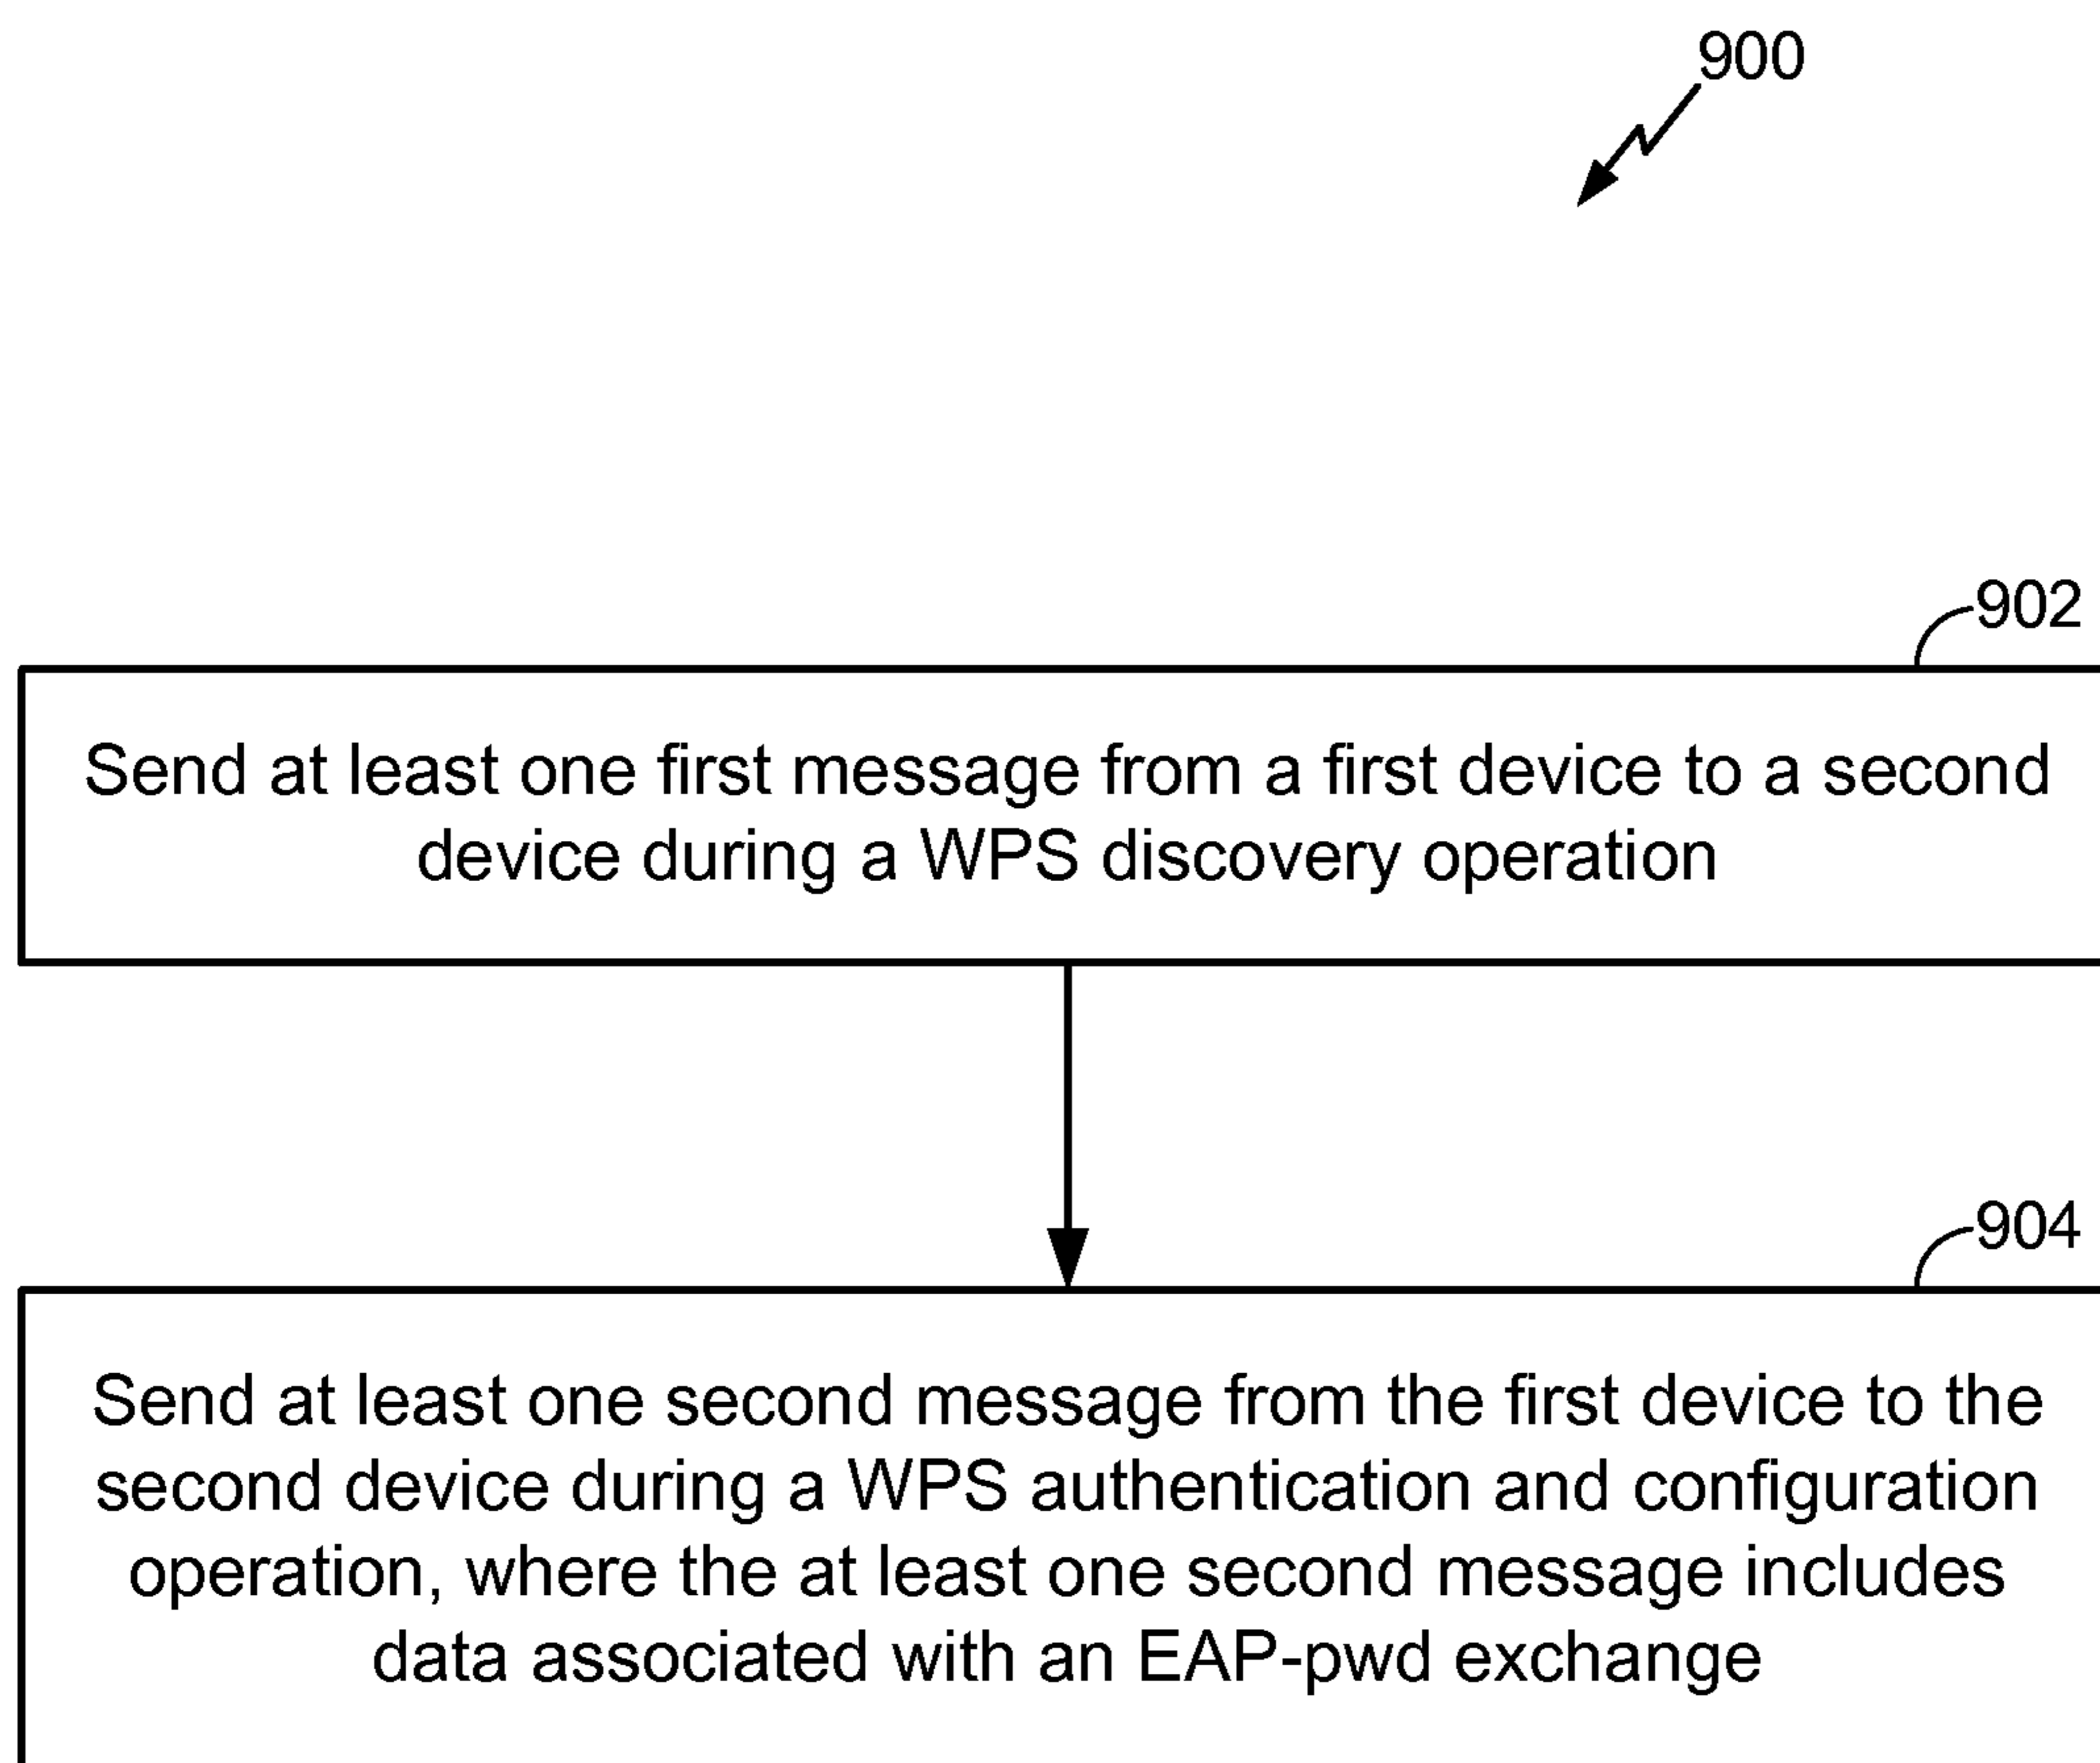 900
902
Send at least one first message from a first device to a second
device during a WPS discovery operation
904
Send at least one second message from the first device to the
second device during a WPS authentication and configuration
operation, where the at least one second message includes
data associated with an EAP-pwd exchange